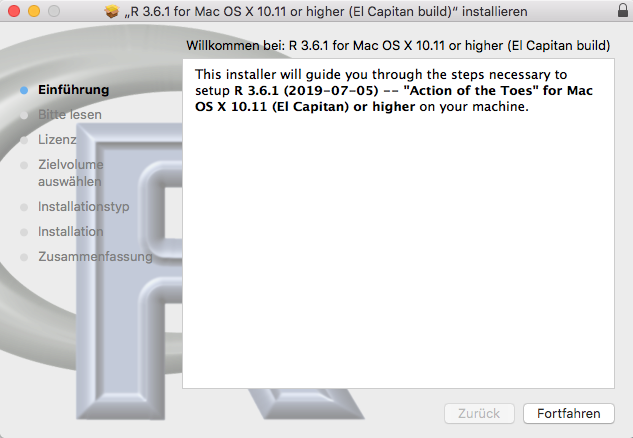 „R 3.6.1 for Mac OS X 10.11 or higher (El Capitan build)“ installieren
Willkommen bei: R 3.6.1 for Mac OS X 10.11 or higher (El Capitan build)
Einführung
Bitte lesen
Lizenz
Zielvolume
auswählen
Installationstyp
Installation
Zusammenfassung
This installer will guide you through the steps necessary to
setup R 3.6.1 (2019-07-05) -- "Action of the Toes" for Mac
OS X 10.11 (El Capitan) or higher on your machine.
Zurück
Fortfahren